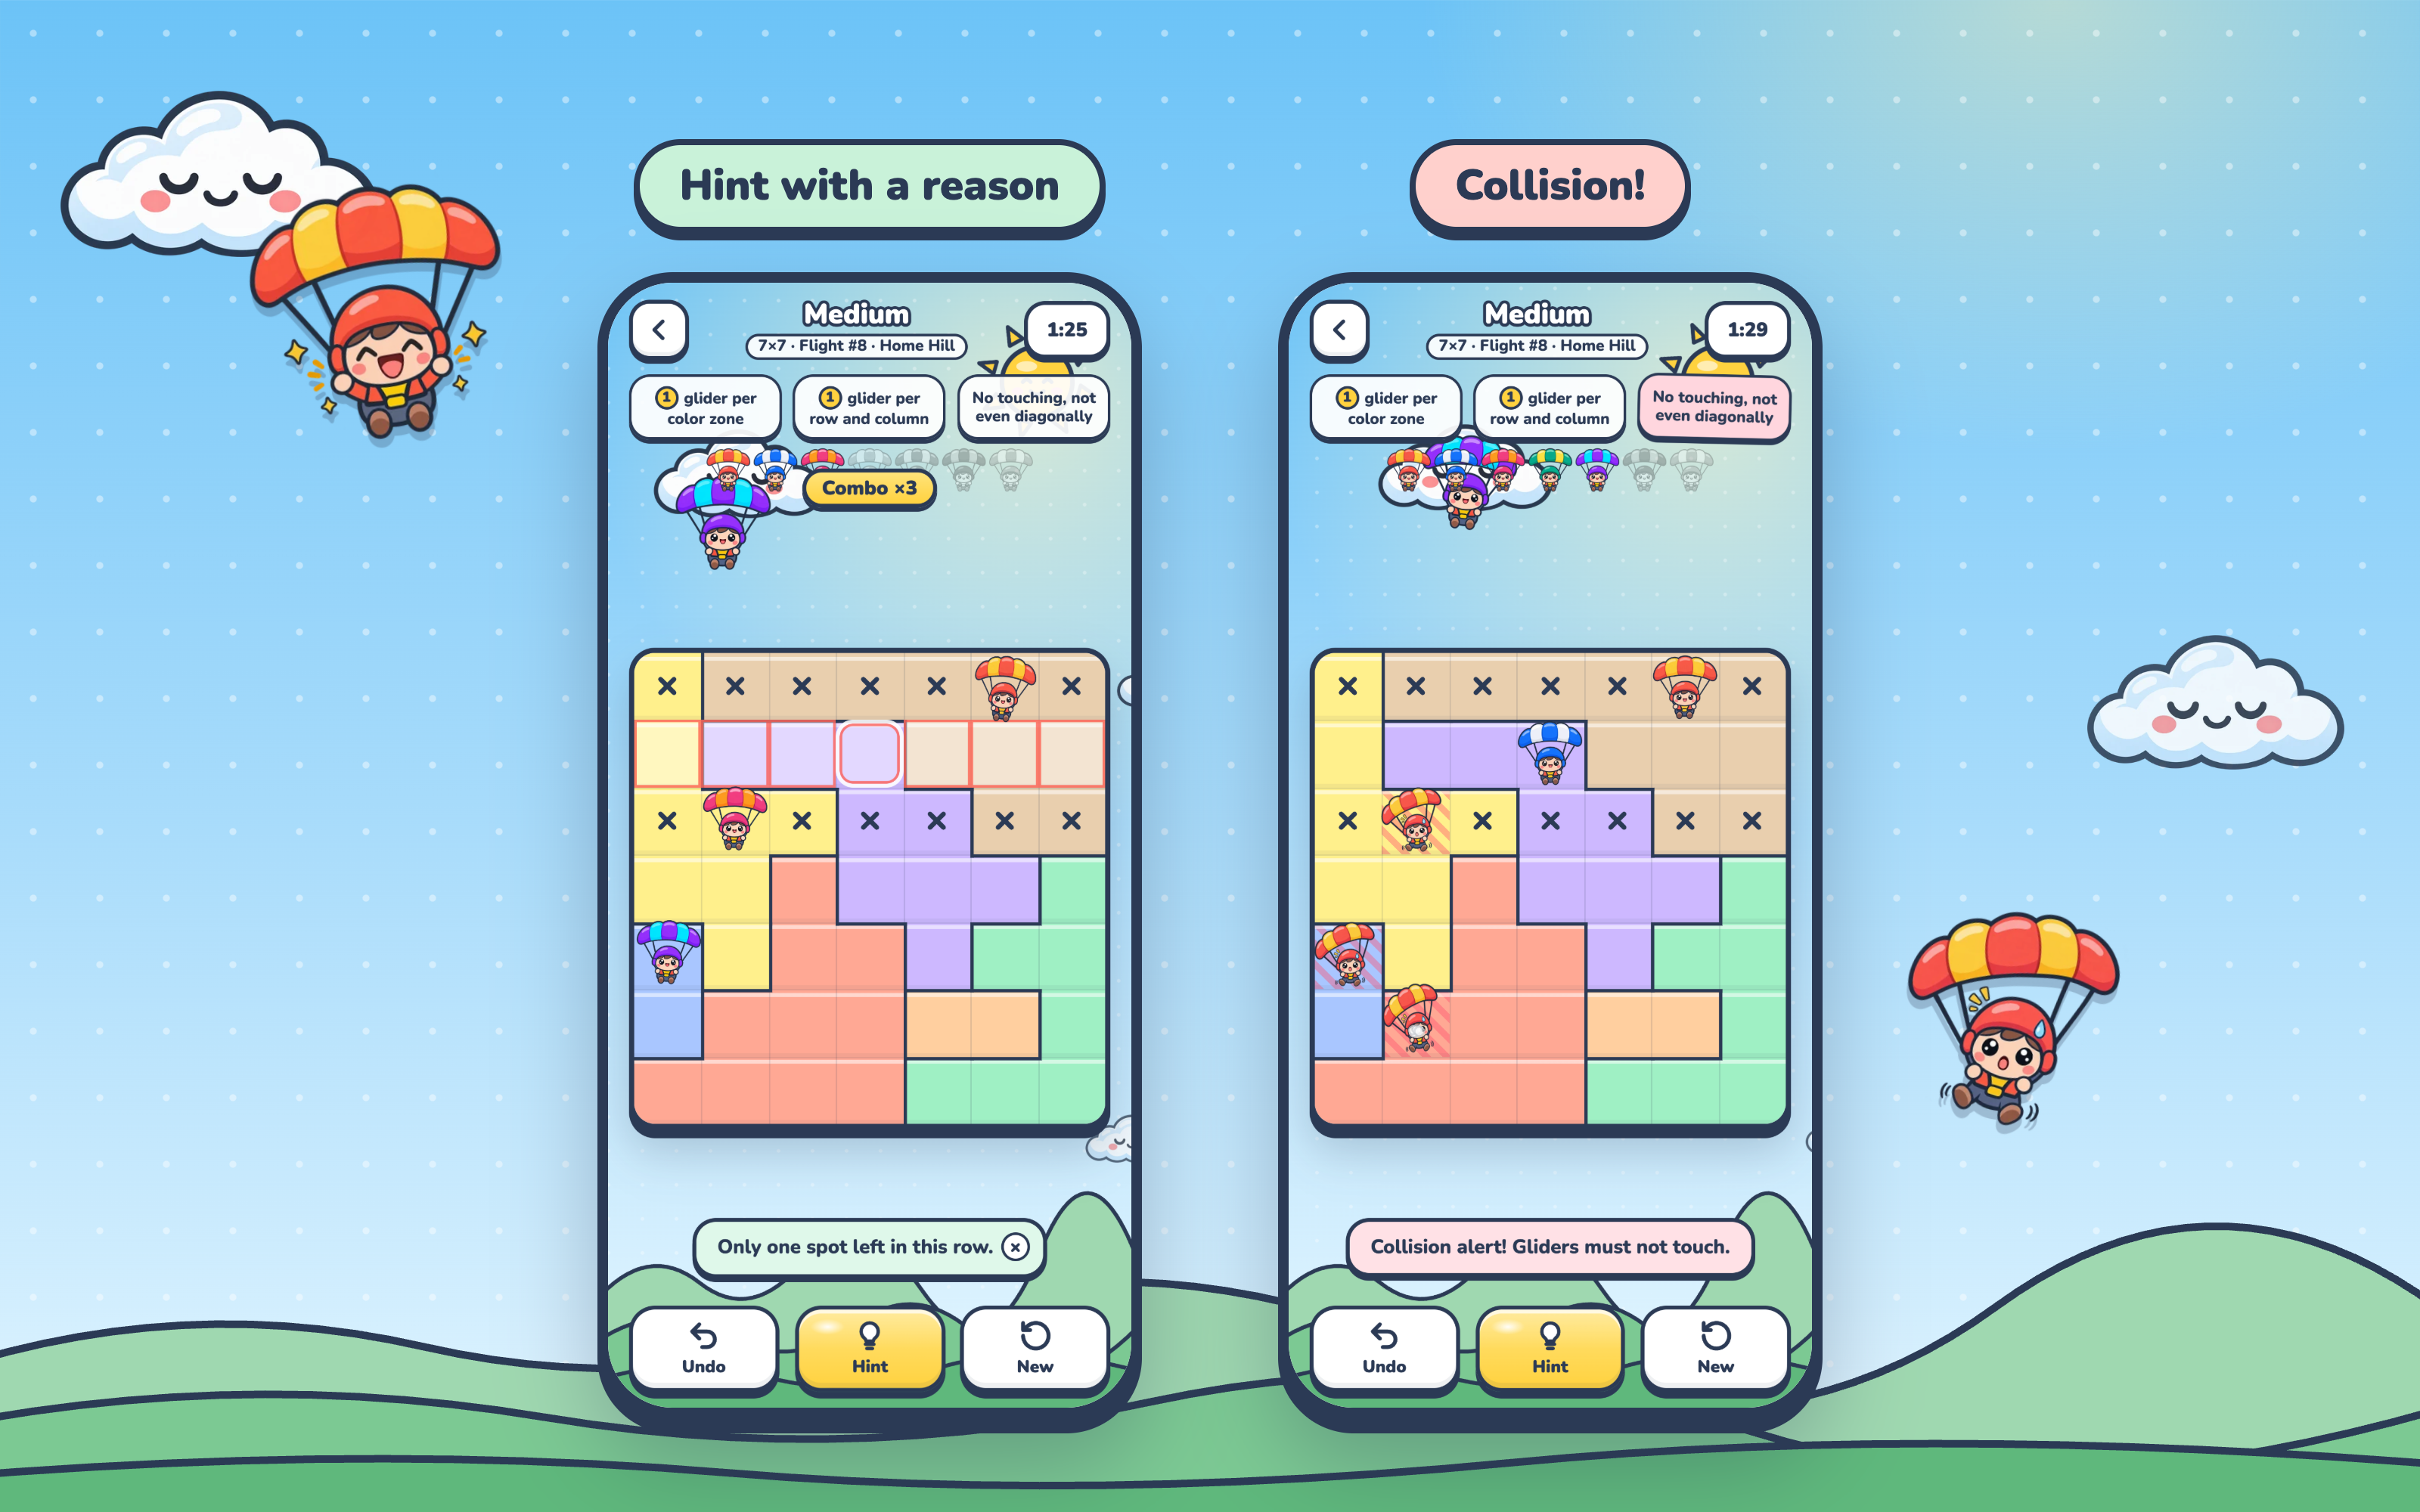 Hint with a reason
Collision!
Medium
7×7 · Flight #8 · Home Hill
1:25
1 glider per
color zone
1 glider per
row and column
No touching, not
even diagonally
Combo ×3
Only one spot left in this row.
Undo
Hint
New
Medium
7×7 · Flight #8 · Home Hill
1:29
1 glider per
color zone
1 glider per
row and column
No touching, not
even diagonally
Collision alert! Gliders must not touch.
Undo
Hint
New